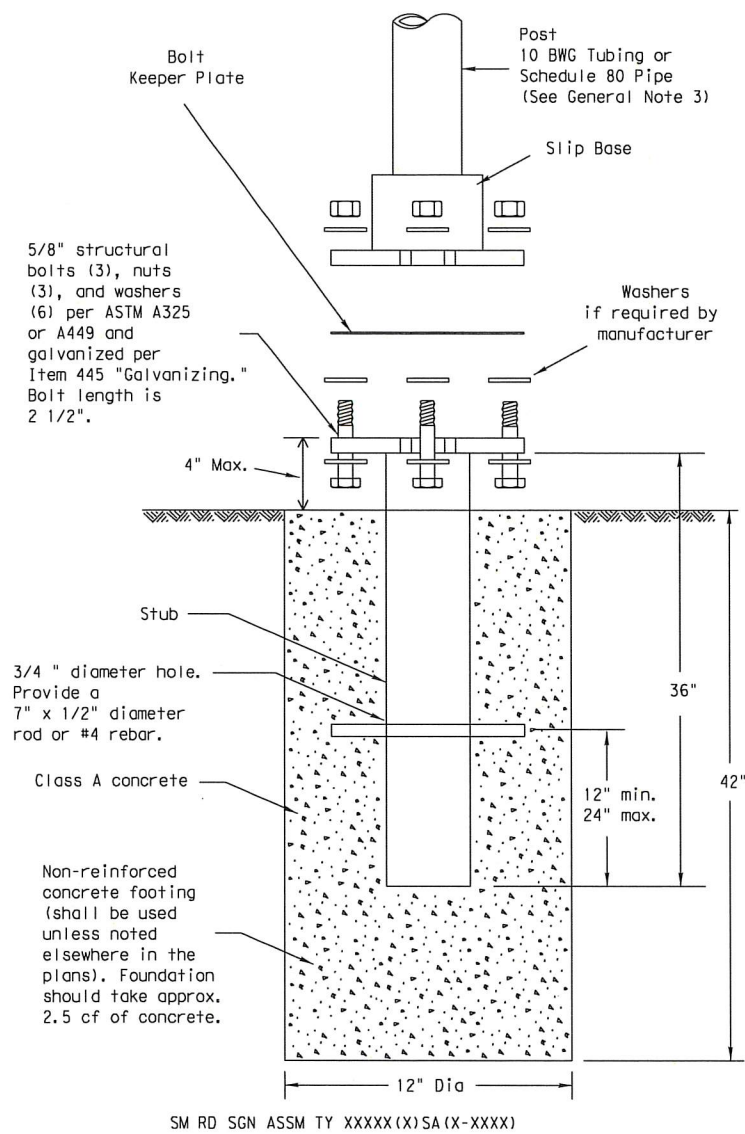 Bolt
Keeper Plate
Post
10 BWG Tubing or
Schedule 80 Pipe
(See General Note 3)
Slip Base
5/8" structural
bolts (3), nuts
(3), and washers
(6) per ASTM A325
or A449 and
galvanized per
Item 445 "Galvanizing."
Bolt length is
2 1/2".
Washers
if required by
manufacturer
4" Max.
Stub
3/4 " diameter hole.
Provide a
7" x 1/2" diameter
rod or #4 rebar.
36"
Class A concrete
12" min.
24" max.
42"
Non-reinforced
concrete footing
(shall be used
unless noted
elsewhere in the
plans). Foundation
should take approx.
2.5 cf of concrete.
12" Dia
SM RD SGN ASSM TY XXXXX(X)SA(X-XXXX)